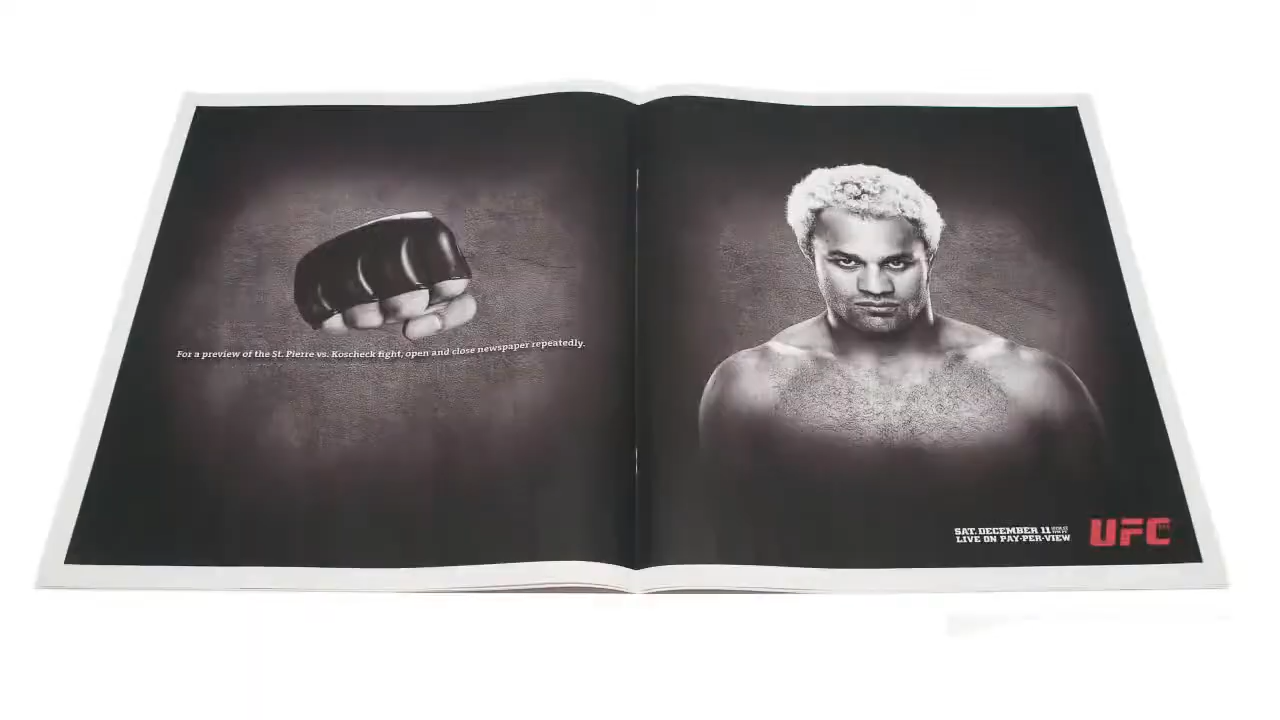 For a preview of the St. Pierre vs. Koscheck fight, open and close newspaper repeatedly.
SAT. DECEMBER 11
LIVE ON PAY-PER-VIEW
UFC